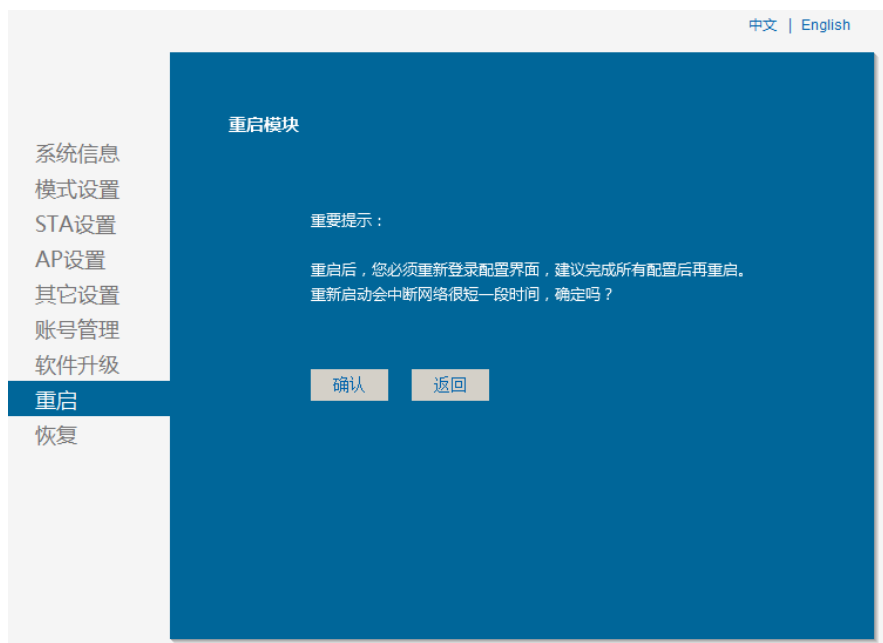 中文 | English
重启模块
系统信息
模式设置
STA设置
AP设置
其它设置
账号管理
软件升级
重启
恢复
重要提示：
重启后，您必须重新登录配置界面，建议完成所有配置后再重启。
重新启动会中断网络很短一段时间，确定吗？
确认 返回